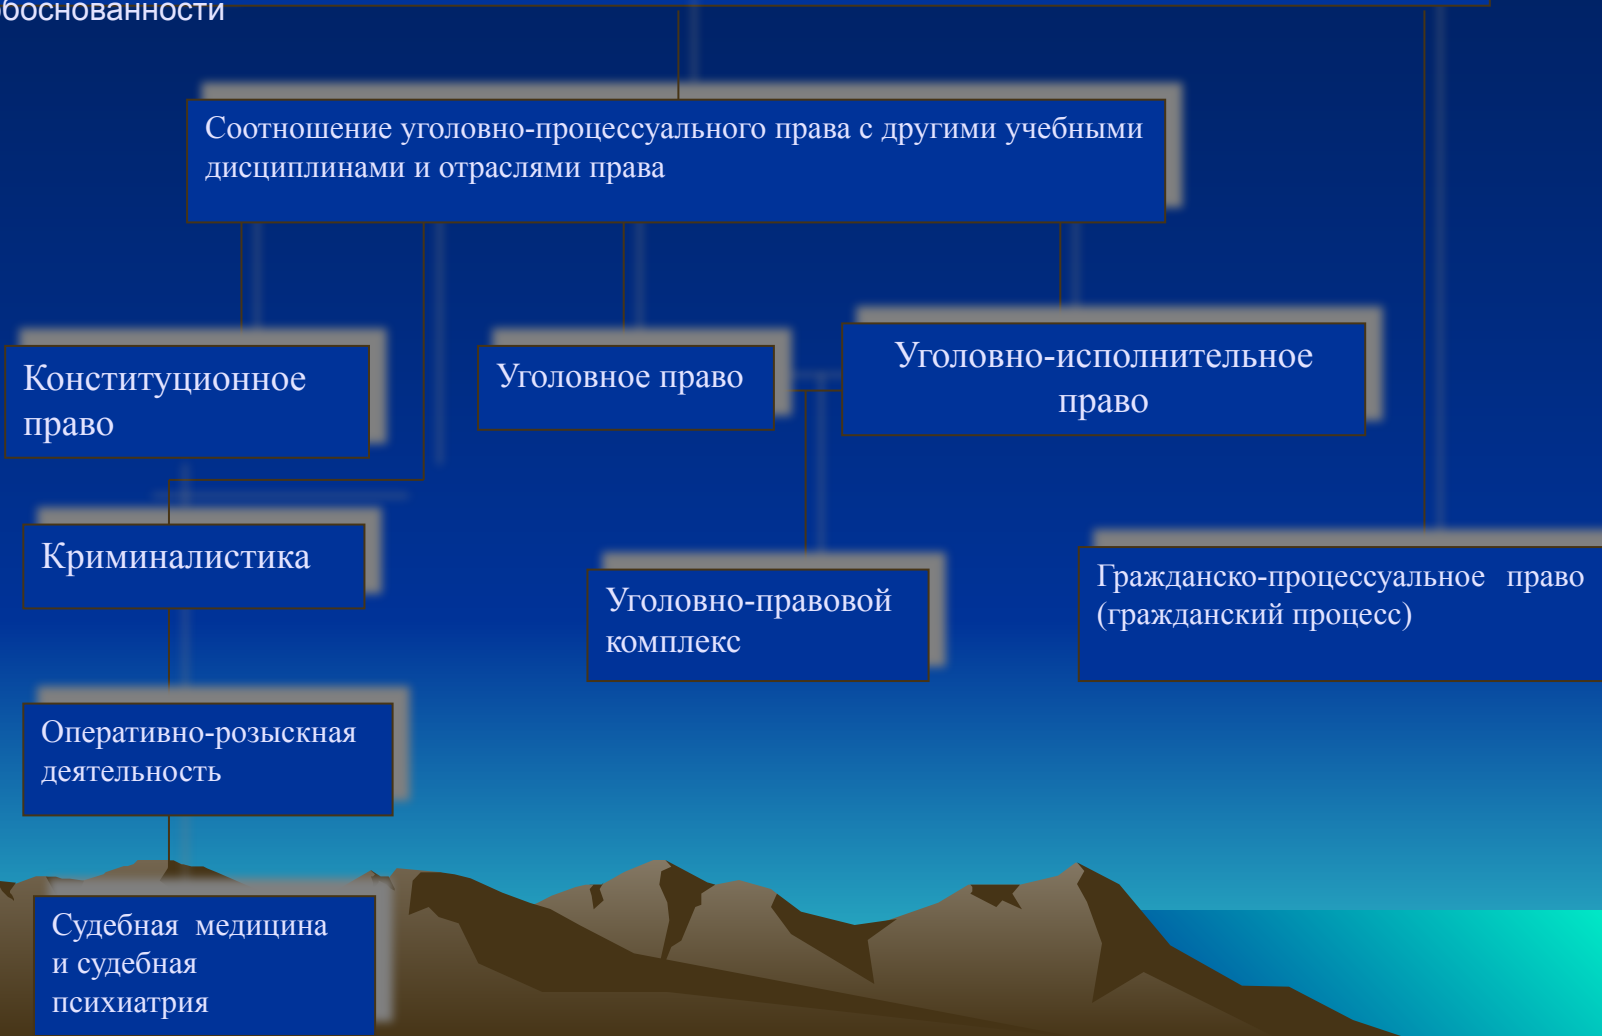 Соотношение уголовно-процессуального права с другими учебными
дисциплинами и отраслями права
Конституционное
право
Уголовное право
Уголовно-исполнительное
право
Криминалистика
Уголовно-правовой
комплекс
Гражданско-процессуальное право
(гражданский процесс)
Оперативно-розыскная
деятельность
Судебная медицина
и судебная
психиатрия